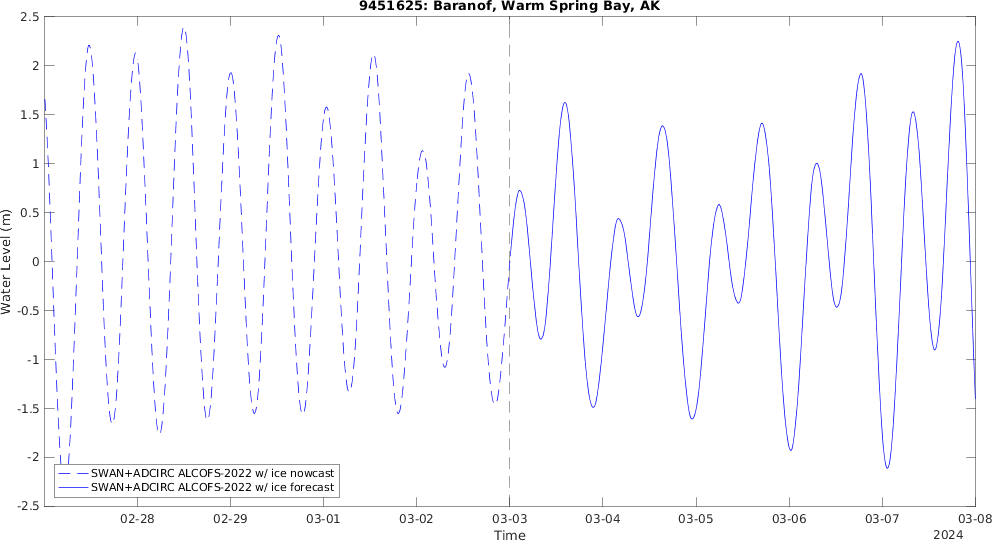 9451625: Baranof, Warm Spring Bay, AK
2.5
2
1.5
1
0.5
0
-0.5
-1
-1.5
-2
-2.5
Water Level (m)
SWAN+ADCIRC ALCOFS-2022 w/ ice nowcast
SWAN+ADCIRC ALCOFS-2022 w/ ice forecast
02-28 02-29 03-01 03-02 03-03 03-04 03-05 03-06 03-07 03-08
Time
2024